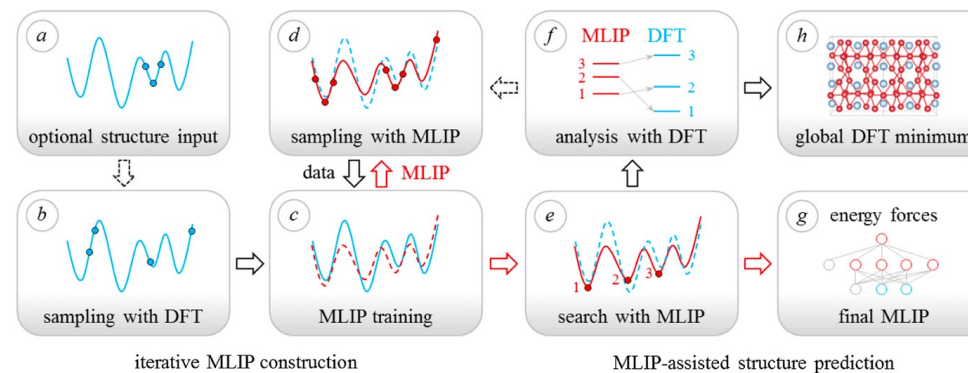 a
optional structure input
b
sampling with DFT
d
sampling with MLIP
data
MLIP
c
MLIP training
iterative MLIP construction
f
MLIP DFT
3 3
2 2
1 1
analysis with DFT
e
1 2 3
search with MLIP
h
global DFT minimum
g
energy forces
final MLIP
MLIP-assisted structure prediction